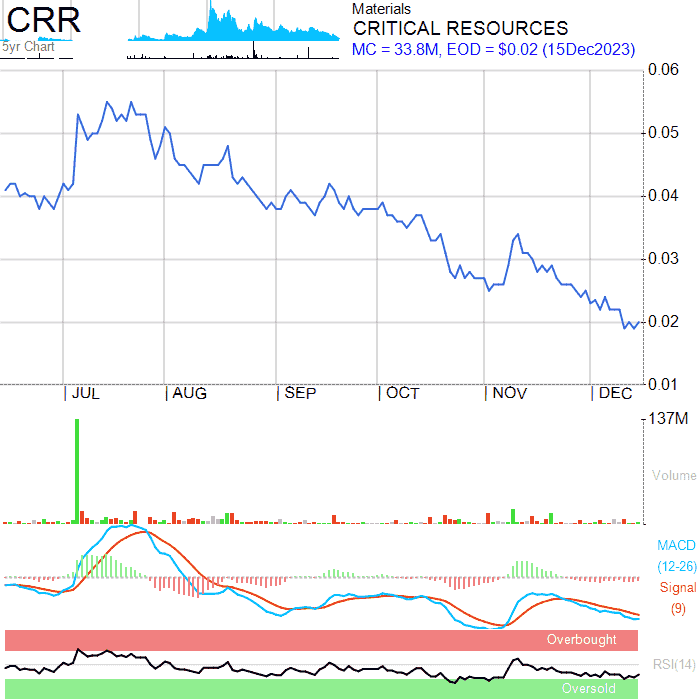 CRR
5yr Chart
Materials
CRITICAL RESOURCES
MC = 33.8M, EOD = $0.02 (15Dec2023)
0.06
0.05
0.04
0.03
0.02
0.01
JUL AUG SEP OCT NOV DEC
137M
Volume
MACD
(12-26)
Signal
(9)
Overbought
RSI(14)
Oversold